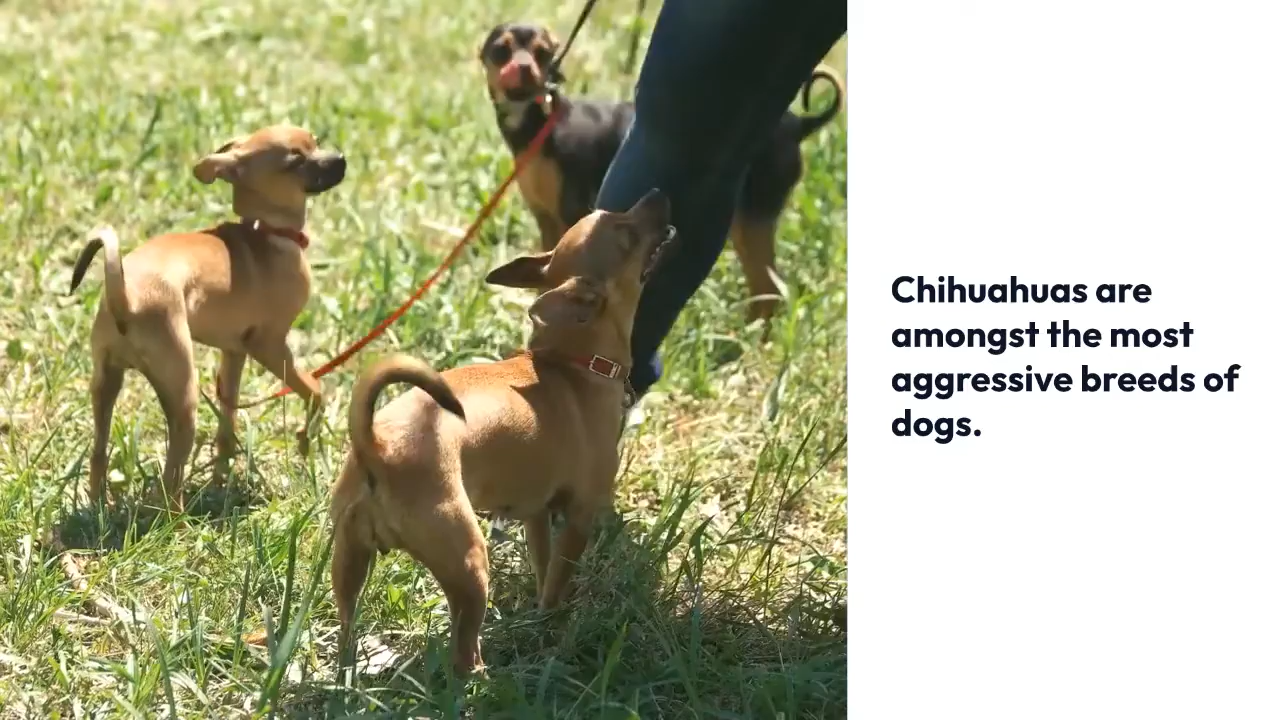 Chihuahuas are
amongst the most
aggressive breeds of
dogs.